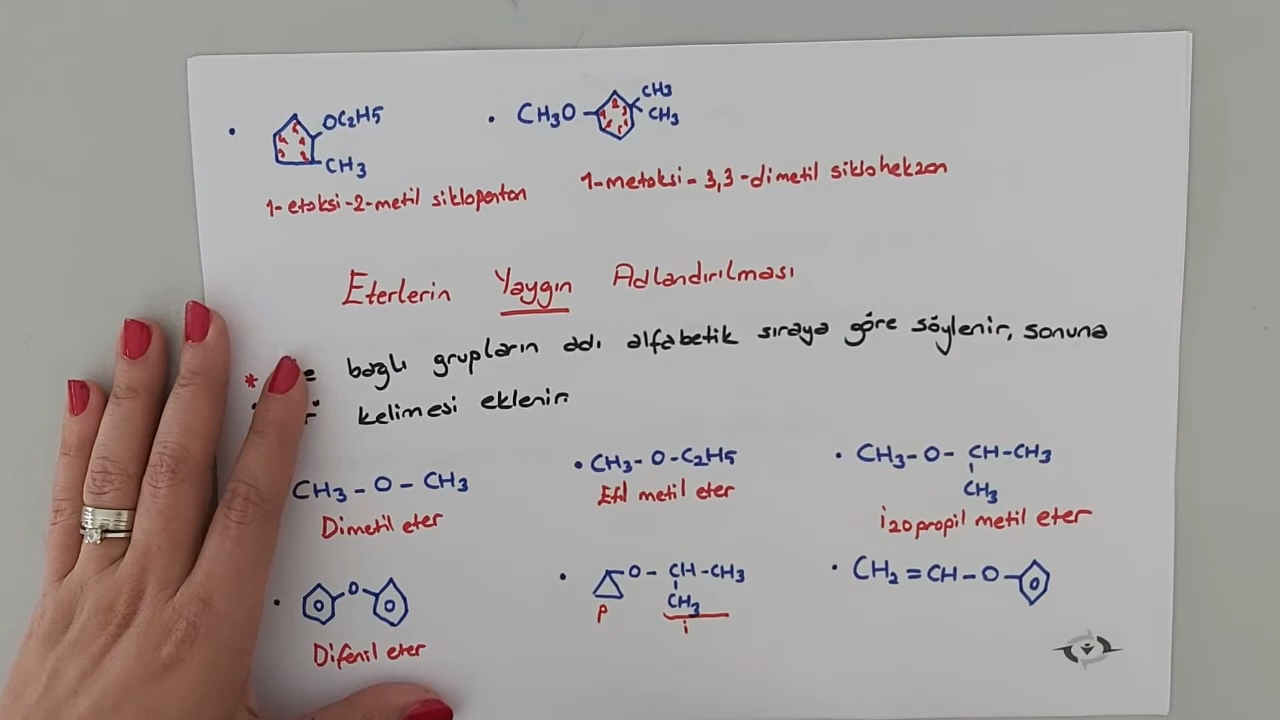 OC2H5
CH3
1-etoksi-2-metil siklopentan
CH3O
CH3
CH3
1-metoksi-3,3-dimetil siklohekzan
Eterlerin Yaygın Adlandırılması
* bağlı grupların adı alfabetik sıraya göre söylenir, sonuna
kelimesi eklenir.
CH3-O-CH3
Dimetil eter
• CH3-O-C2H5
Etil metil eter
• CH3-O-CH-CH3
CH3
izopropil metil eter
O
Difenil eter
O-CH-CH3
CH3
p
i
• CH2=CH-O-